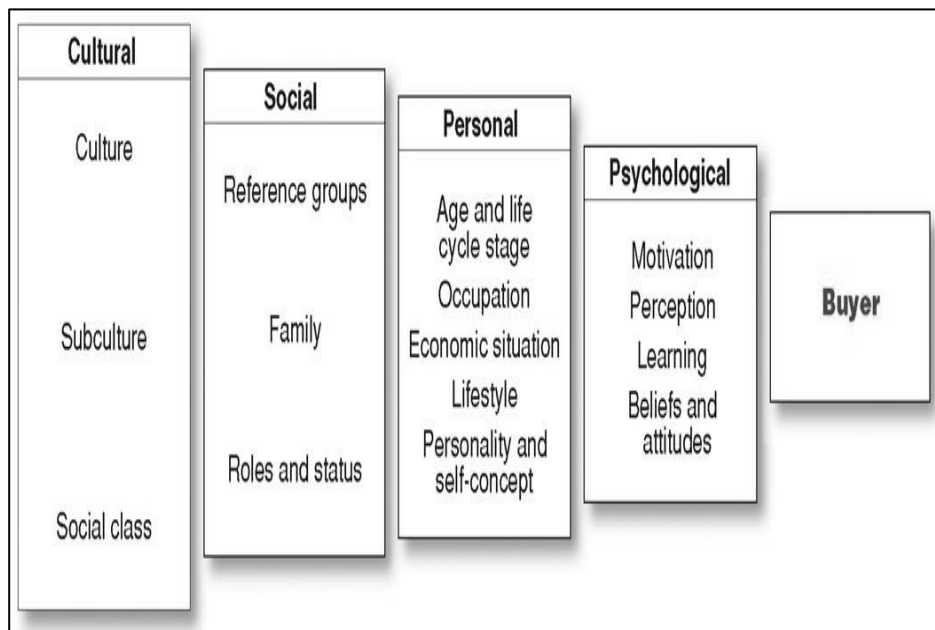 Cultural
Culture
Subculture
Social class
Social
Reference groups
Family
Roles and status
Personal
Age and life
cycle stage
Occupation
Economic situation
Lifestyle
Personality and
self-concept
Psychological
Motivation
Perception
Learning
Beliefs and
attitudes
Buyer